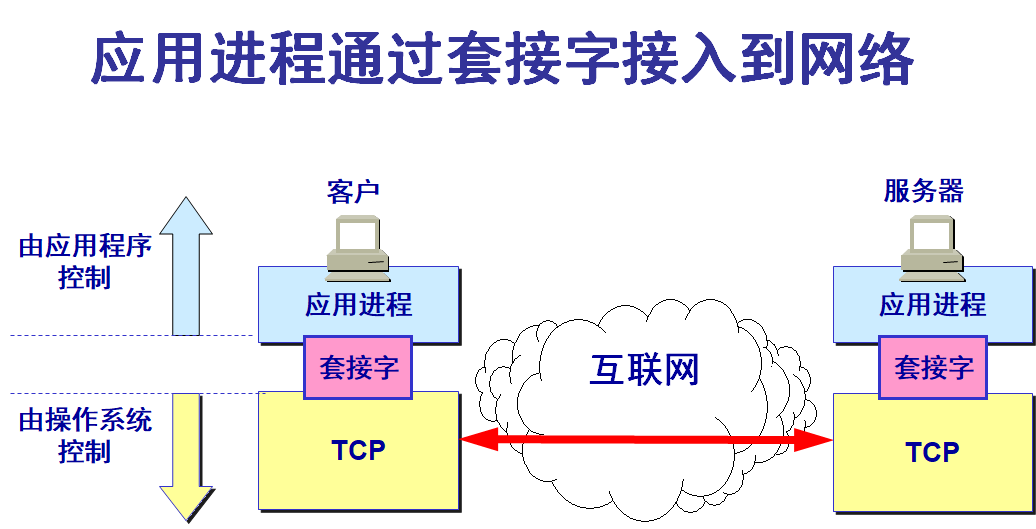 应用进程通过套接字接入到网络
客户
服务器
由应用程序
控制
应用进程
应用进程
套接字
互联网
套接字
由操作系统
控制
TCP
TCP